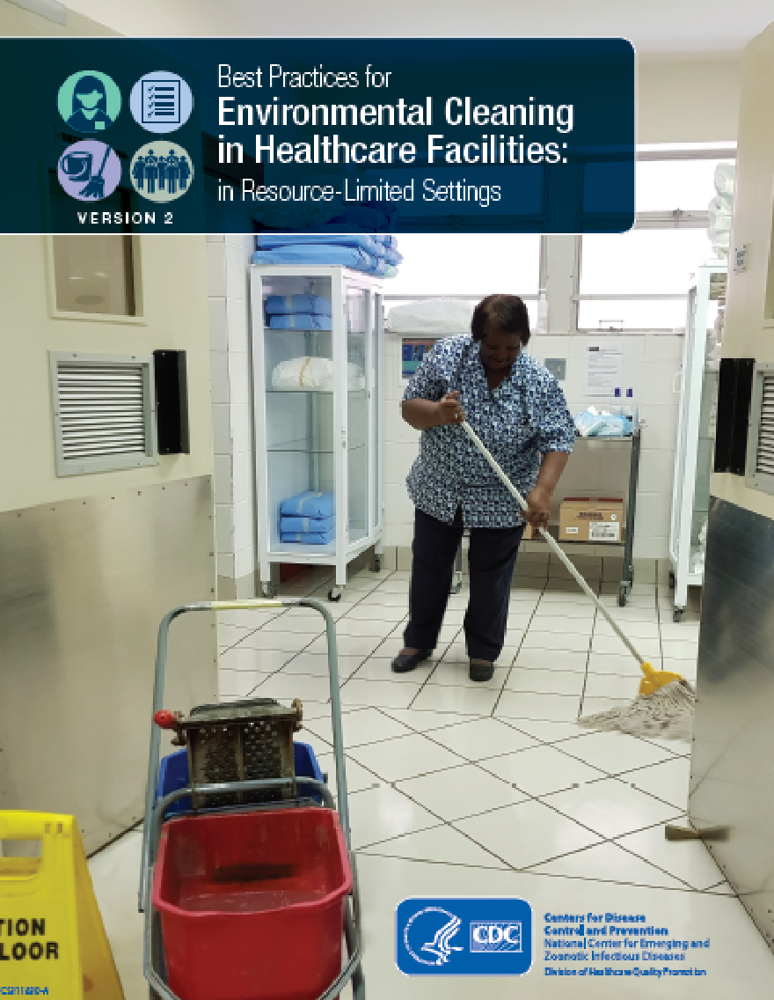 Best Practices for
Environmental Cleaning
in Healthcare Facilities:
in Resource-Limited Settings
VERSION 2
TION
LOOR
CDC
Centers for Disease
Control and Prevention
National Center for Emerging and
Zoonotic Infectious Diseases
Division of Healthcare Quality Promotion